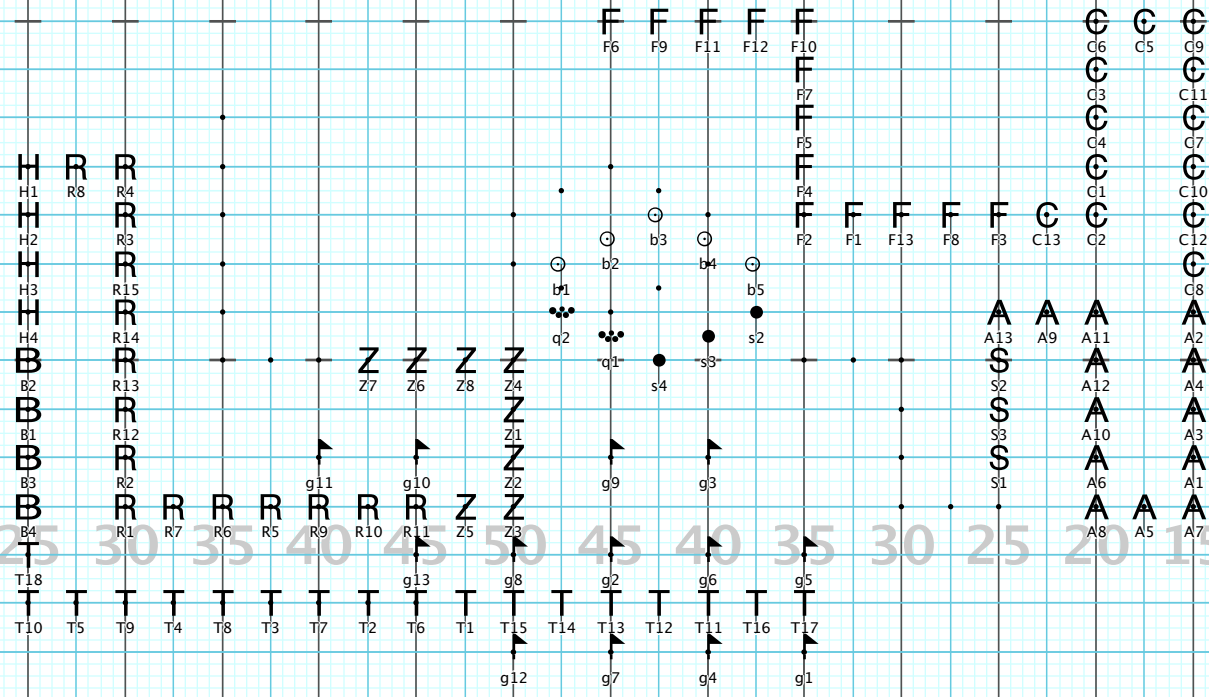 F F F F F C C C
F6 F9 F11 F12 F10 C6 C5 C9
F C C
F7 C3 C11
F C C
F5 C4 C7
H R R F C C
H1 R8 R4 F4 C1 C10
H R F F F F F C C C
H2 R3 b3 F2 F1 F13 F8 F3 C13 C2 C12
H R b2 b4 C
H3 R15 b1 b5 C8
H R A A A A
H4 R14 q2 s2 A13 A9 A11 A2
B R Z Z Z Z q1 s3 S A A
B2 R13 Z7 Z6 Z8 Z4 s4 S2 A12 A4
B R Z S A A
B1 R12 Z1 S3 A10 A3
B R Z S A A
B3 R2 g11 g10 Z2 g9 g3 S1 A6 A1
B R R R R R R R Z Z A A A
B4 R1 R7 R6 R5 R9 R10 R11 Z5 Z3 A8 A5 A7
25 30 35 40 45 50 45 40 35 30 25 20 15
T
T18 g13 g8 g2 g6 g5
T T T T T T T T T T T T T T T T T
T10 T5 T9 T4 T8 T3 T7 T2 T6 T1 T15 T14 T13 T12 T11 T16 T17
g12 g7 g4 g1